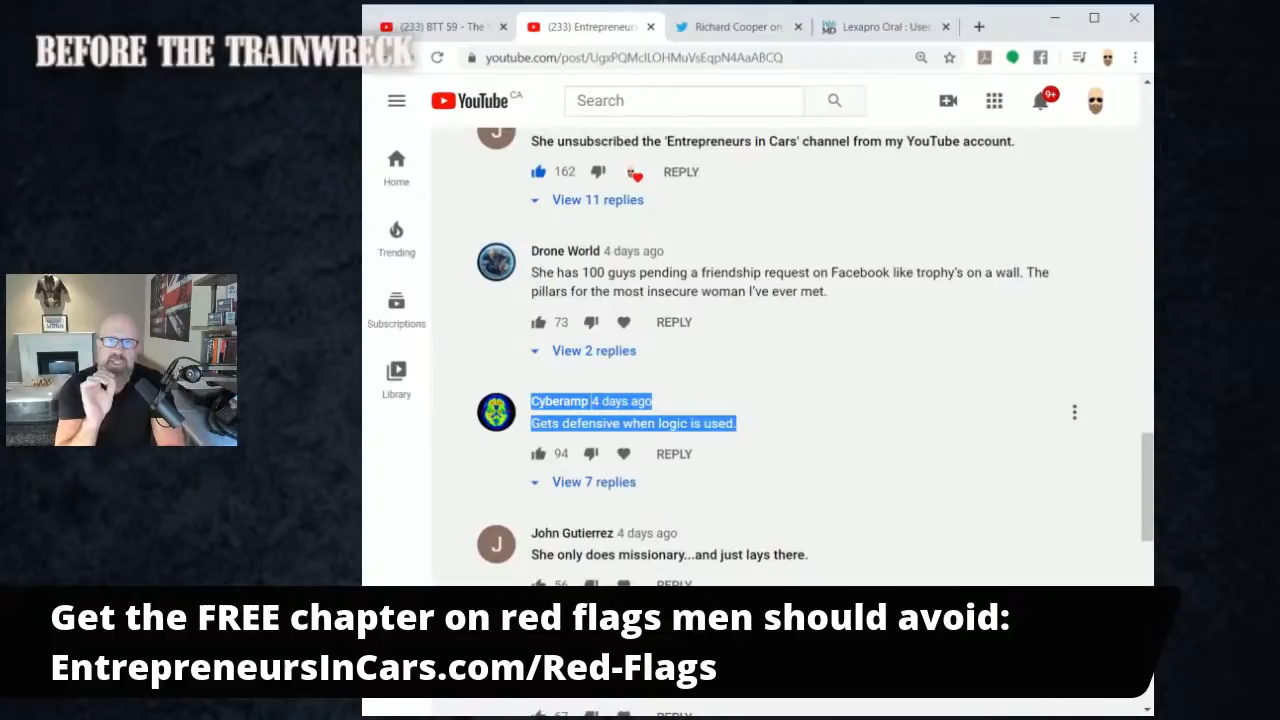 BEFORE THE TRAINWRECK
(233) BTT 59 - The
(233) Entrepreneur
Richard Cooper on
Lexapro Oral : Uses
youtube.com/post/UgxPQMclLOHMuVsEqpN4AaABCQ
YouTube CA
Search
9+
Home
Trending
Subscriptions
Library
J
She unsubscribed the 'Entrepreneurs in Cars' channel from my YouTube account.
162 REPLY
View 11 replies
Drone World 4 days ago
She has 100 guys pending a friendship request on Facebook like trophy's on a wall. The
pillars for the most insecure woman I've ever met.
73 REPLY
View 2 replies
Cyberamp 4 days ago
Gets defensive when logic is used.
94 REPLY
View 7 replies
J
John Gutierrez 4 days ago
She only does missionary...and just lays there.
56 REPLY
Get the FREE chapter on red flags men should avoid:
EntrepreneursInCars.com/Red-Flags
67 REPLY